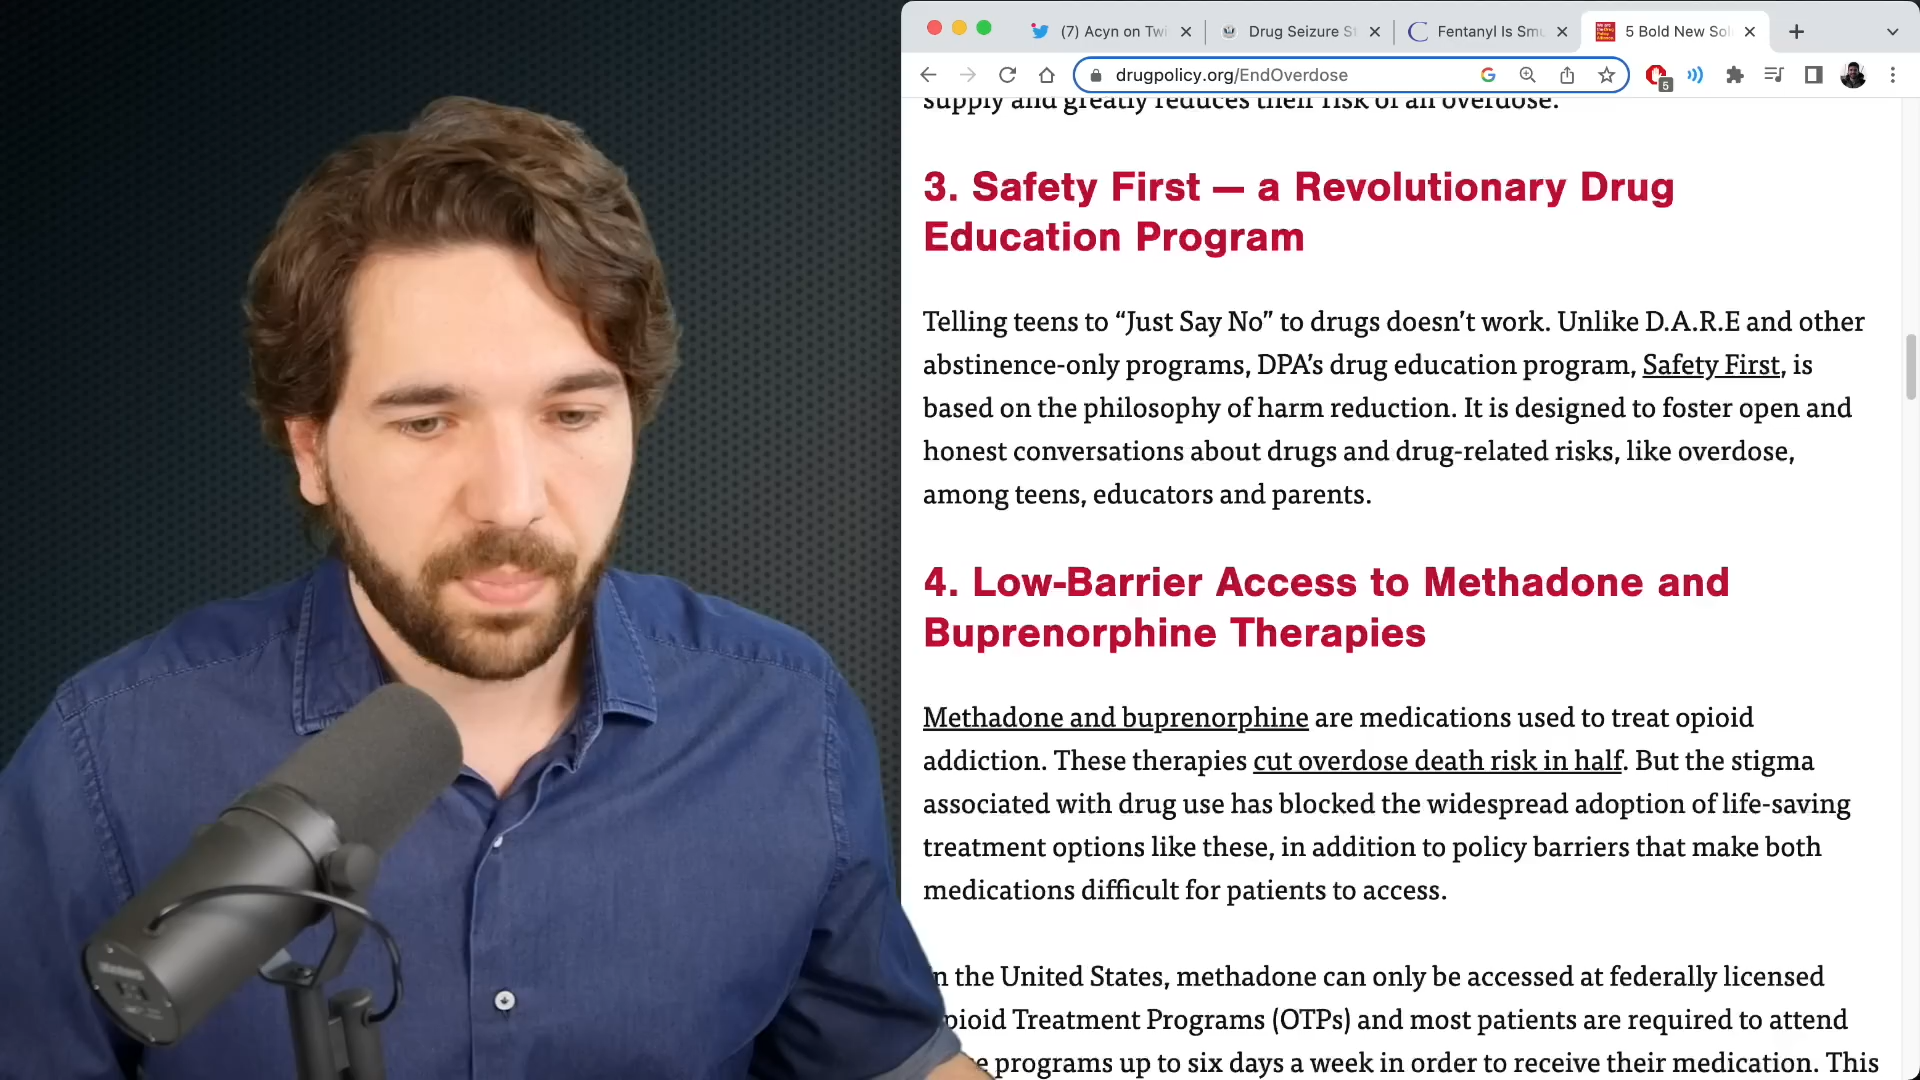 (7) Acyn on Twi
Drug Seizure S
Fentanyl Is Smu
5 Bold New Sol
drugpolicy.org/EndOverdose
5
supply and greatly reduces their risk of an overdose.
3. Safety First — a Revolutionary Drug
Education Program
Telling teens to “Just Say No” to drugs doesn’t work. Unlike D.A.R.E and other
abstinence-only programs, DPA’s drug education program, Safety First, is
based on the philosophy of harm reduction. It is designed to foster open and
honest conversations about drugs and drug-related risks, like overdose,
among teens, educators and parents.
4. Low-Barrier Access to Methadone and
Buprenorphine Therapies
Methadone and buprenorphine are medications used to treat opioid
addiction. These therapies cut overdose death risk in half. But the stigma
associated with drug use has blocked the widespread adoption of life-saving
treatment options like these, in addition to policy barriers that make both
medications difficult for patients to access.
n the United States, methadone can only be accessed at federally licensed
pioid Treatment Programs (OTPs) and most patients are required to attend
e programs up to six days a week in order to receive their medication. This